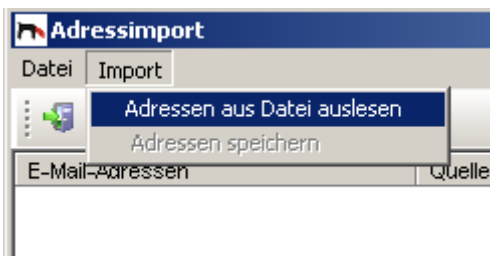 Adressimport
Datei Import
Adressen aus Datei auslesen
Adressen speichern
E-Mail-Adressen Quelle